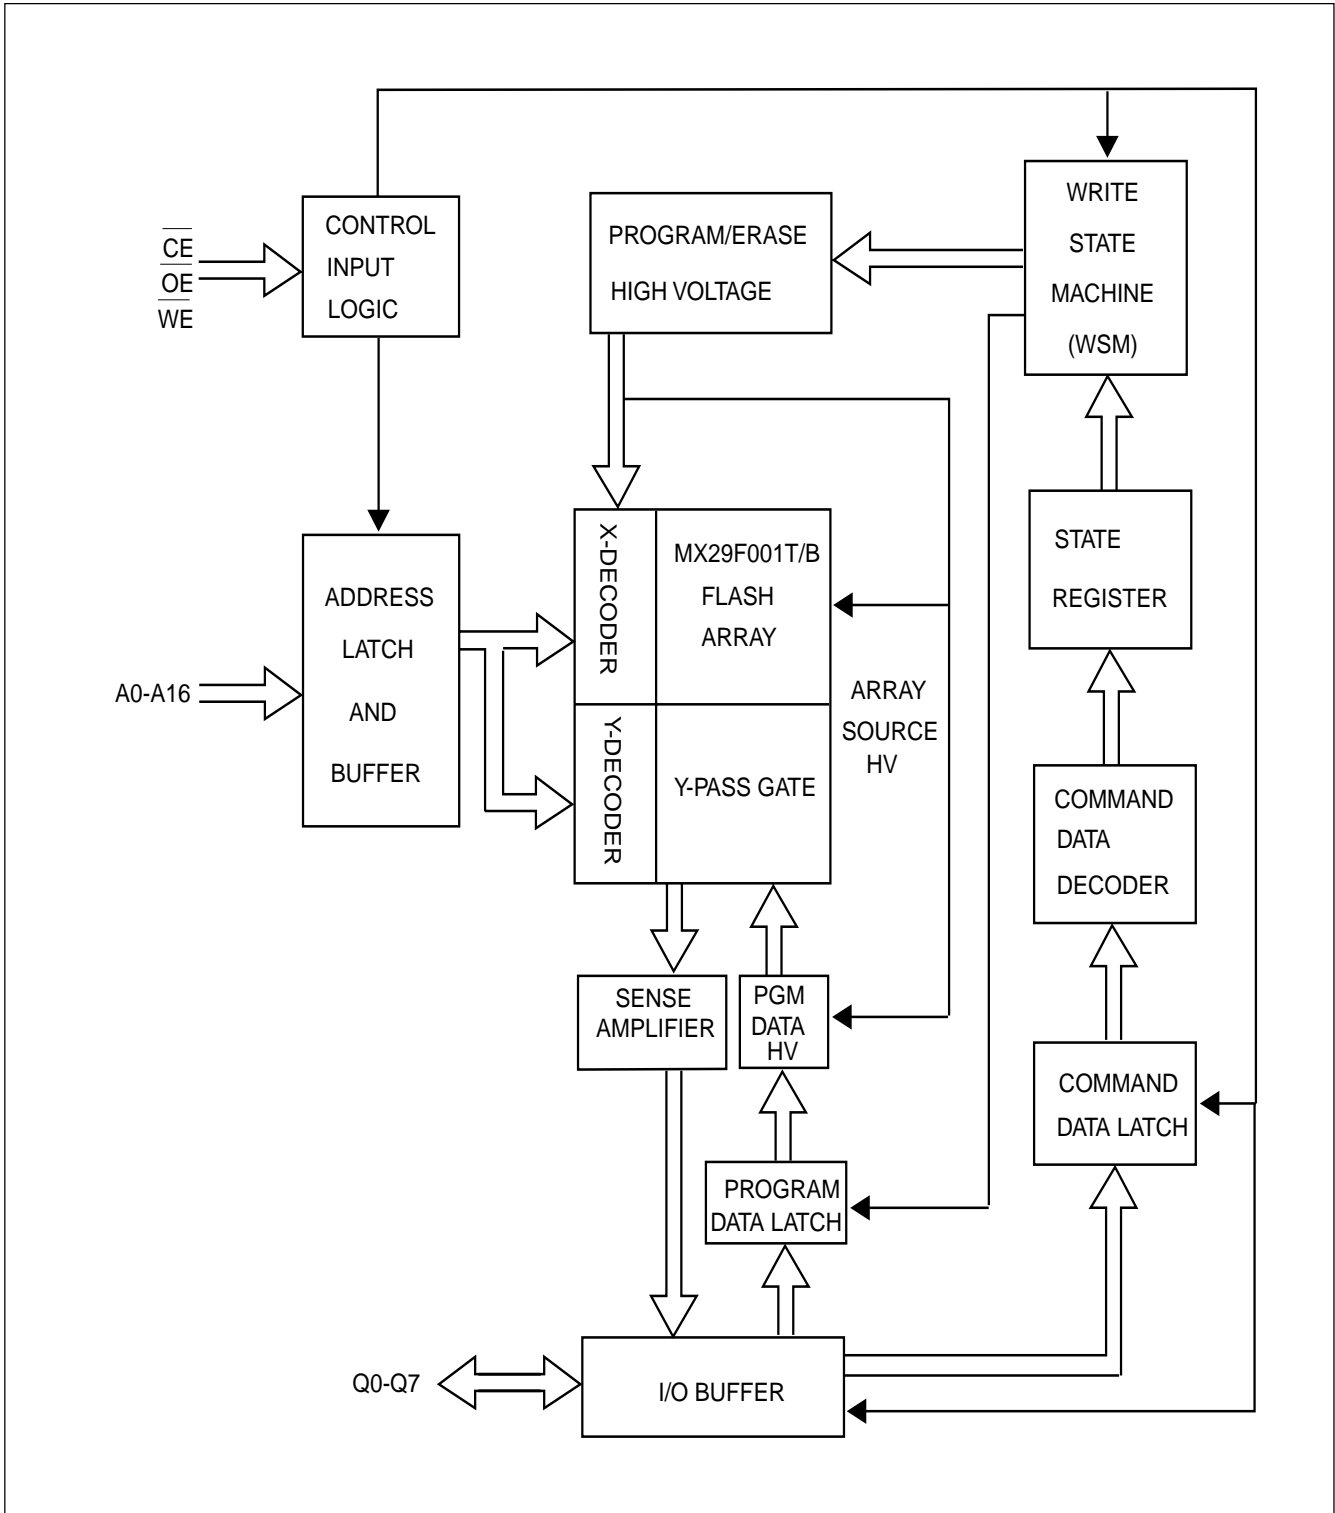 CE
OE
WE
CONTROL
INPUT
LOGIC
PROGRAM/ERASE
HIGH VOLTAGE
WRITE
STATE
MACHINE
(WSM)
STATE
REGISTER
A0-A16
ADDRESS
LATCH
AND
BUFFER
X-DECODER
MX29F001T/B
FLASH
ARRAY
Y-DECODER
Y-PASS GATE
ARRAY
SOURCE
HV
COMMAND
DATA
DECODER
SENSE
AMPLIFIER
PGM
DATA
HV
COMMAND
DATA LATCH
PROGRAM
DATA LATCH
Q0-Q7
I/O BUFFER